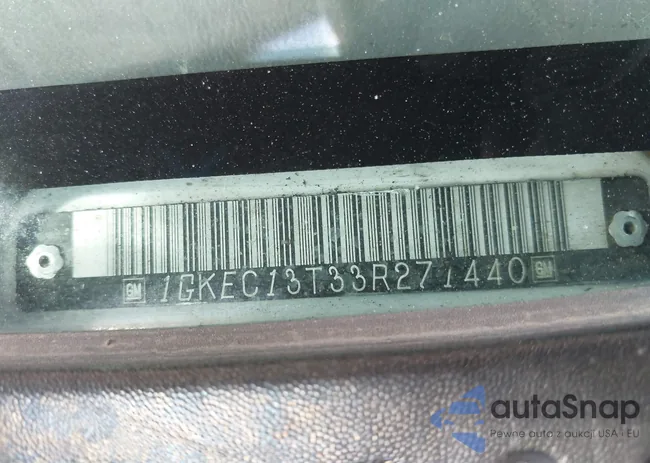 GM 1GKEC13T33R271440 GM
autaSnap
Pewne auta z aukcji USA - EU